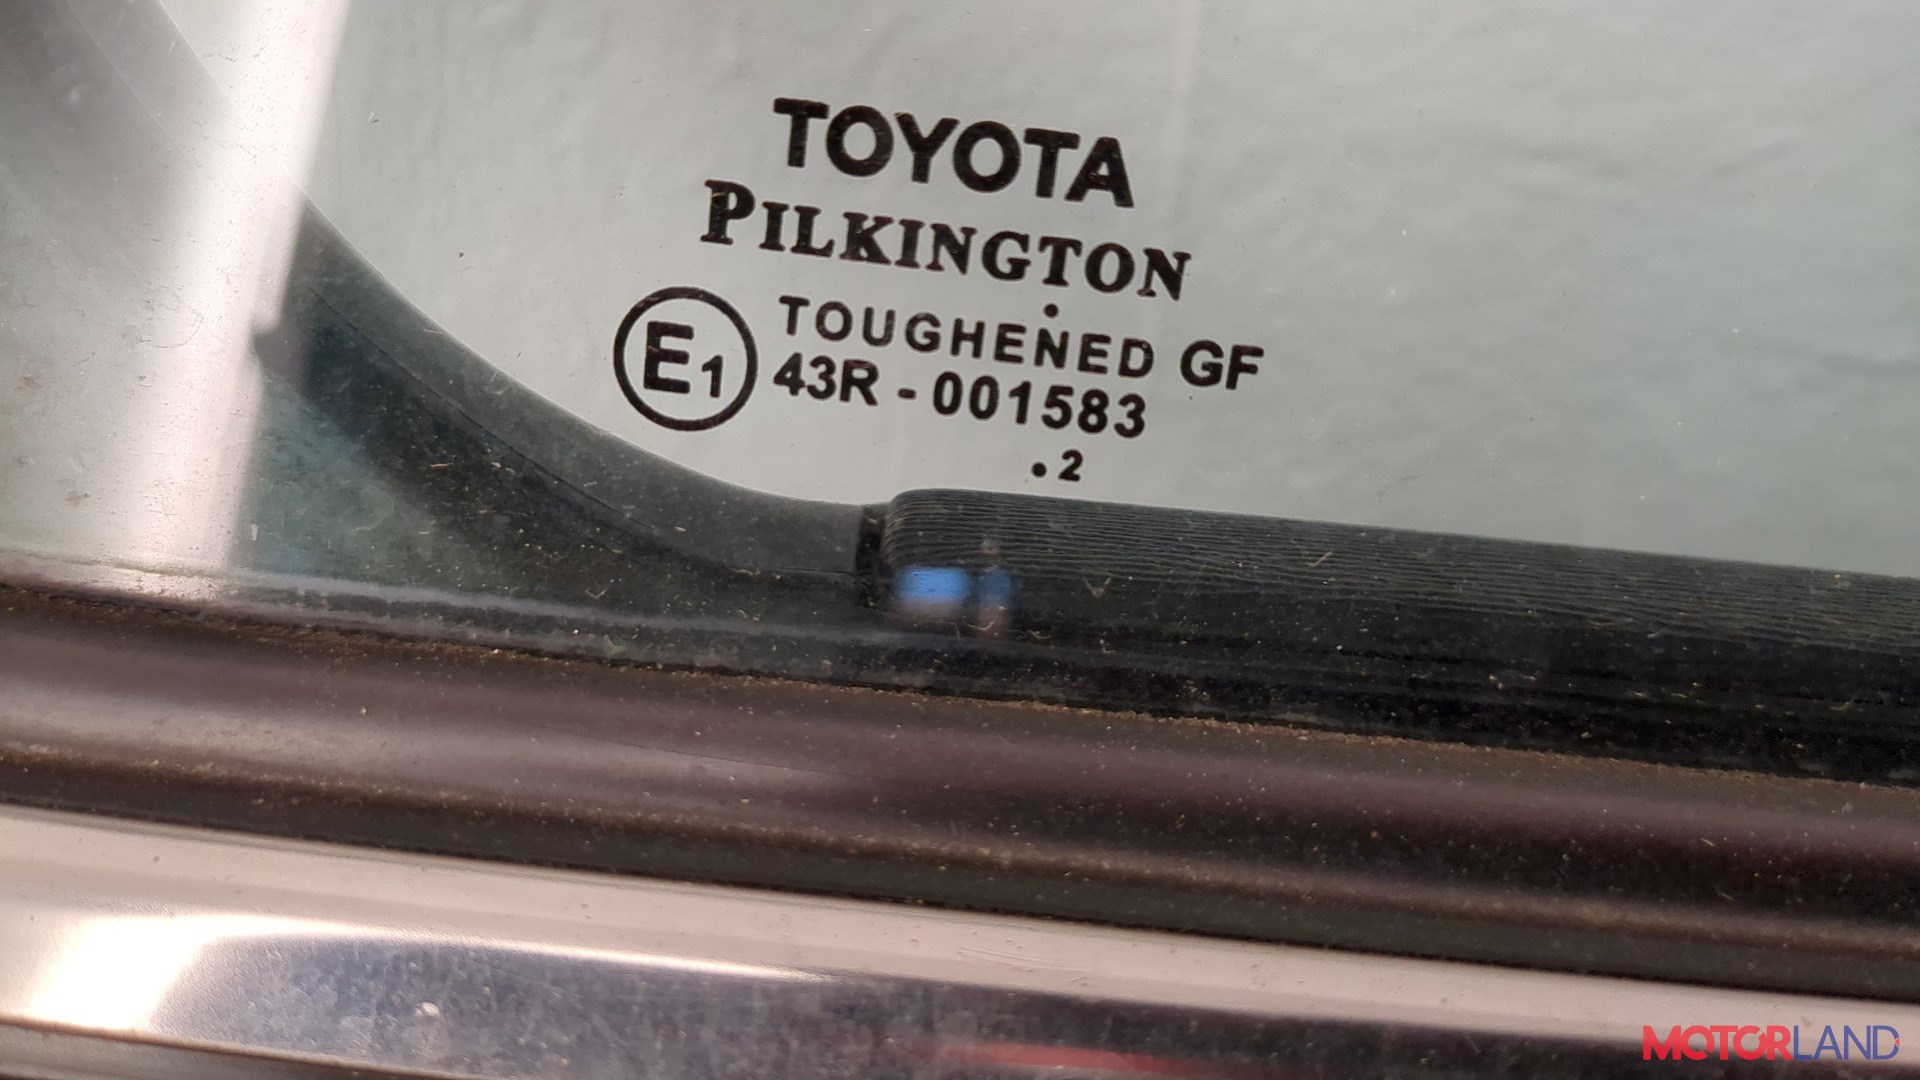 TOYOTA
PILKINGTON
TOUGHENED GF
E1 43R - 001583
. 2
MOTORLAND